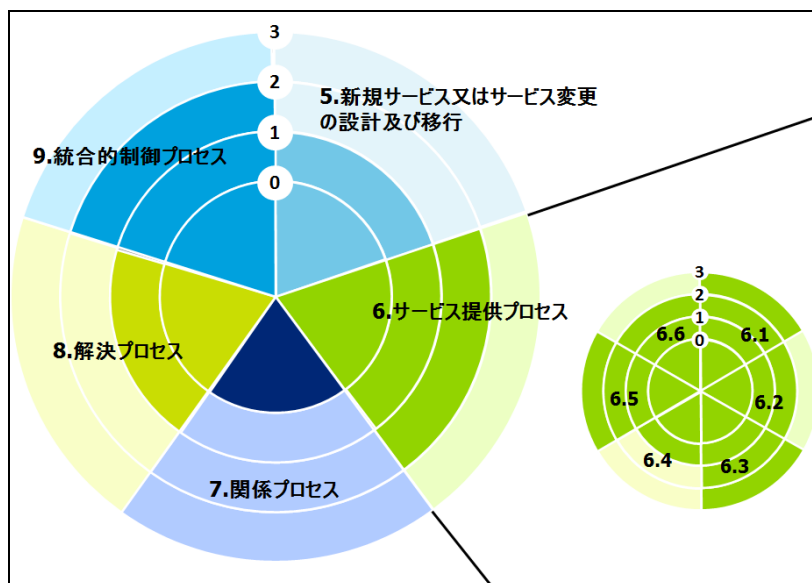 3
2
1
0
5.新規サービス又はサービス変更
の設計及び移行
9.統合的制御プロセス
6.サービス提供プロセス
8.解決プロセス
7.関係プロセス
3
2
1
0
6.6
6.1
6.5
6.2
6.4
6.3